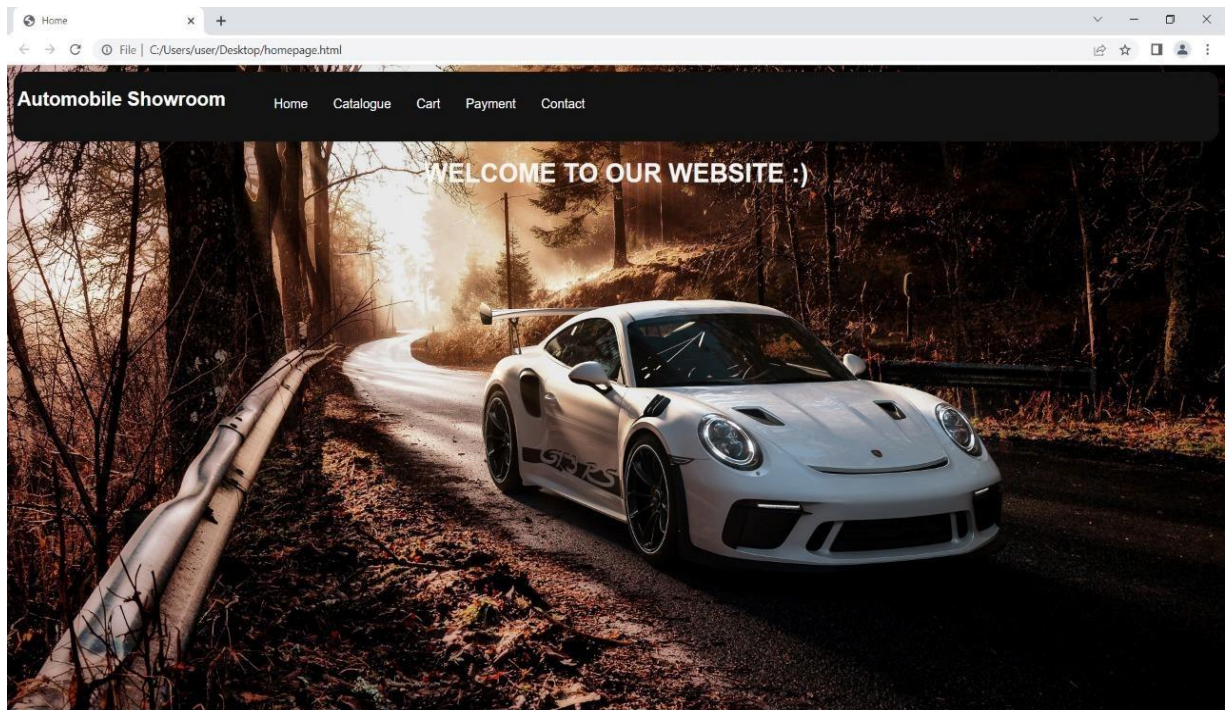 Home
File | C:/Users/user/Desktop/homepage.html
Automobile Showroom Home Catalogue Cart Payment Contact
WELCOME TO OUR WEBSITE :)
GT3 RS